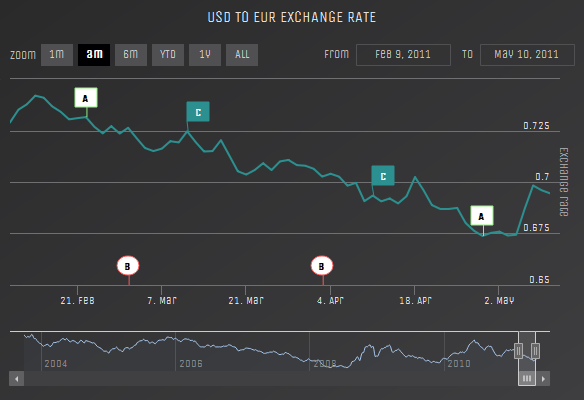 USD TO EUR EXCHANGE RATE
Zoom 1m 3m 6m YTD 1Y ALL From Feb 9, 2011 To May 10, 2011
A
C
0.725
C
0.7
Exchange rate
A
0.675
B B
0.65
21. Feb 7. Mar 21. Mar 4. Apr 18. Apr 2. May
2004 2006 2008 2010